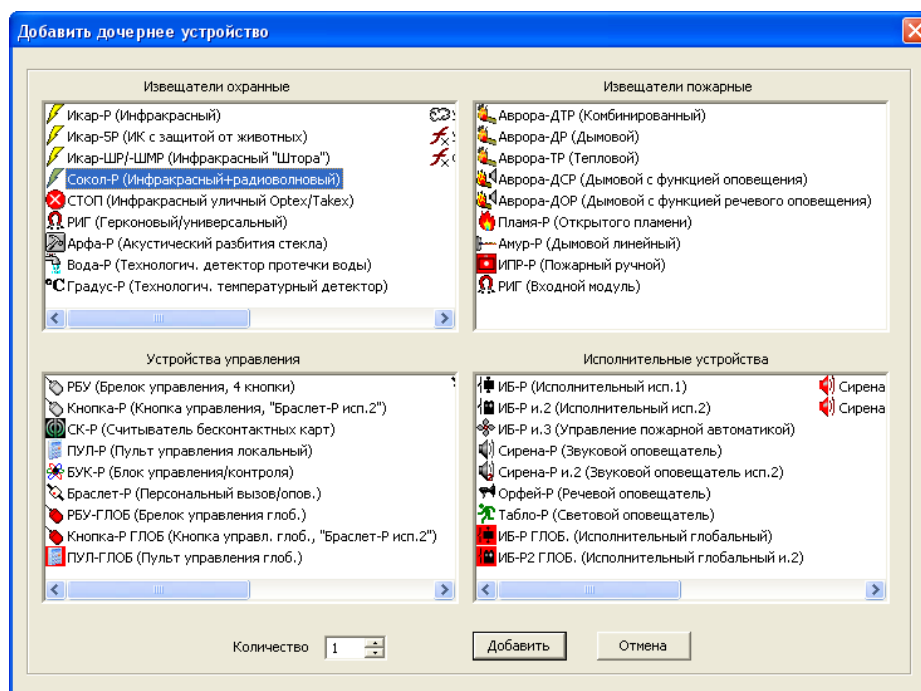 Добавить дочернее устройство
Извещатели охранные
Икар-Р (Инфракрасный)
Икар-5Р (ИК с защитой от животных)
Икар-ШР/-ШМР (Инфракрасный "Штора")
Сокол-Р (Инфракрасный+радиоволновый)
СТОП (Инфракрасный уличный Optex/Takex)
РИГ (Герконовый/универсальный)
Арфа-Р (Акустический разбития стекла)
Вода-Р (Технологич. детектор протечки воды)
°C Градус-Р (Технологич. температурный детектор)
Извещатели пожарные
Аврора-ДТР (Комбинированный)
Аврора-ДР (Дымовой)
Аврора-ТР (Тепловой)
Аврора-ДСР (Дымовой с функцией оповещения)
Аврора-ДОР (Дымовой с функцией речевого оповещения)
Пламя-Р (Открытого пламени)
Амур-Р (Дымовой линейный)
ИПР-Р (Пожарный ручной)
РИГ (Входной модуль)
Устройства управления
РБУ (Брелок управления, 4 кнопки)
Кнопка-Р (Кнопка управления, "Браслет-Р исп.2")
СК-Р (Считыватель бесконтактных карт)
ПУЛ-Р (Пульт управления локальный)
БУК-Р (Блок управления/контроля)
Браслет-Р (Персональный вызов/опов.)
РБУ-ГЛОБ (Брелок управления глоб.)
Кнопка-Р ГЛОБ (Кнопка управл. глоб., "Браслет-Р исп.2")
ПУЛ-ГЛОБ (Пульт управления глоб.)
Исполнительные устройства
ИБ-Р (Исполнительный исп.1) Сирена
ИБ-Р и.2 (Исполнительный исп.2) Сирена
ИБ-Р и.3 (Управление пожарной автоматикой)
Сирена-Р (Звуковой оповещатель)
Сирена-Р и.2 (Звуковой оповещатель исп.2)
Орфей-Р (Речевой оповещатель)
Табло-Р (Световой оповещатель)
ИБ-Р ГЛОБ. (Исполнительный глобальный)
ИБ-Р2 ГЛОБ. (Исполнительный глобальный и.2)
Количество 1 Добавить Отмена